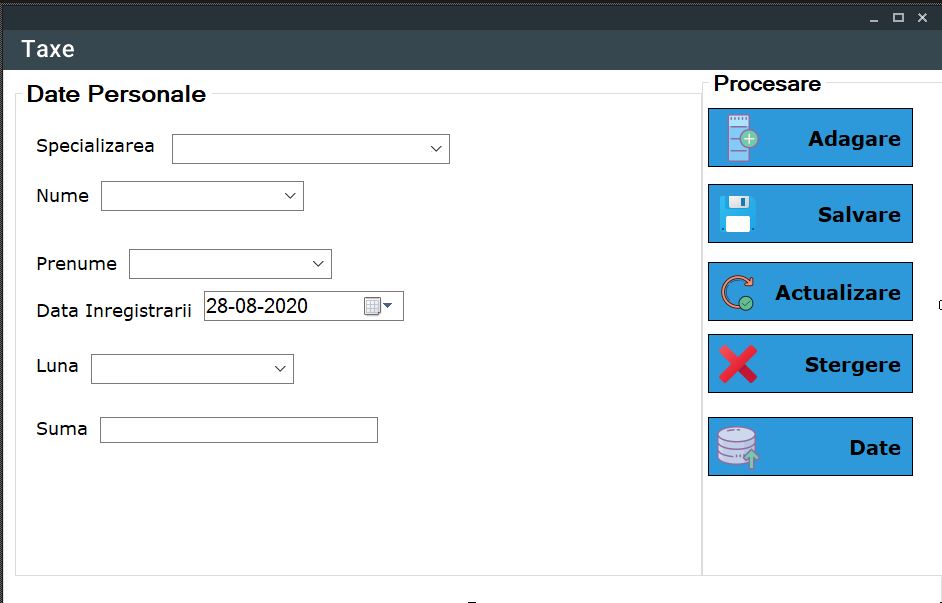 Taxe
Date Personale
Specializarea
Nume
Prenume
Data Inregistrarii 28-08-2020
Luna
Suma
Procesare
Adagare
Salvare
Actualizare
Stergere
Date